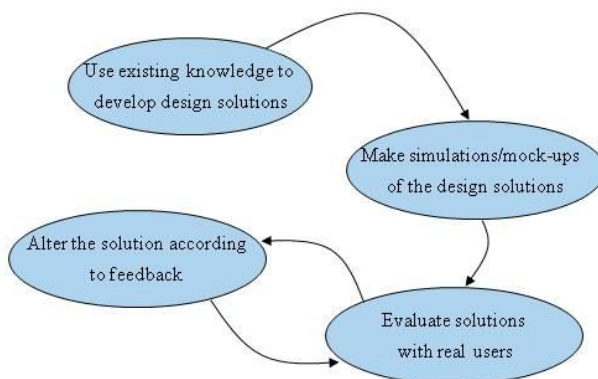 Use existing knowledge to
develop design solutions
Make simulations/mock-ups
of the design solutions
Alter the solution according
to feedback
Evaluate solutions
with real users